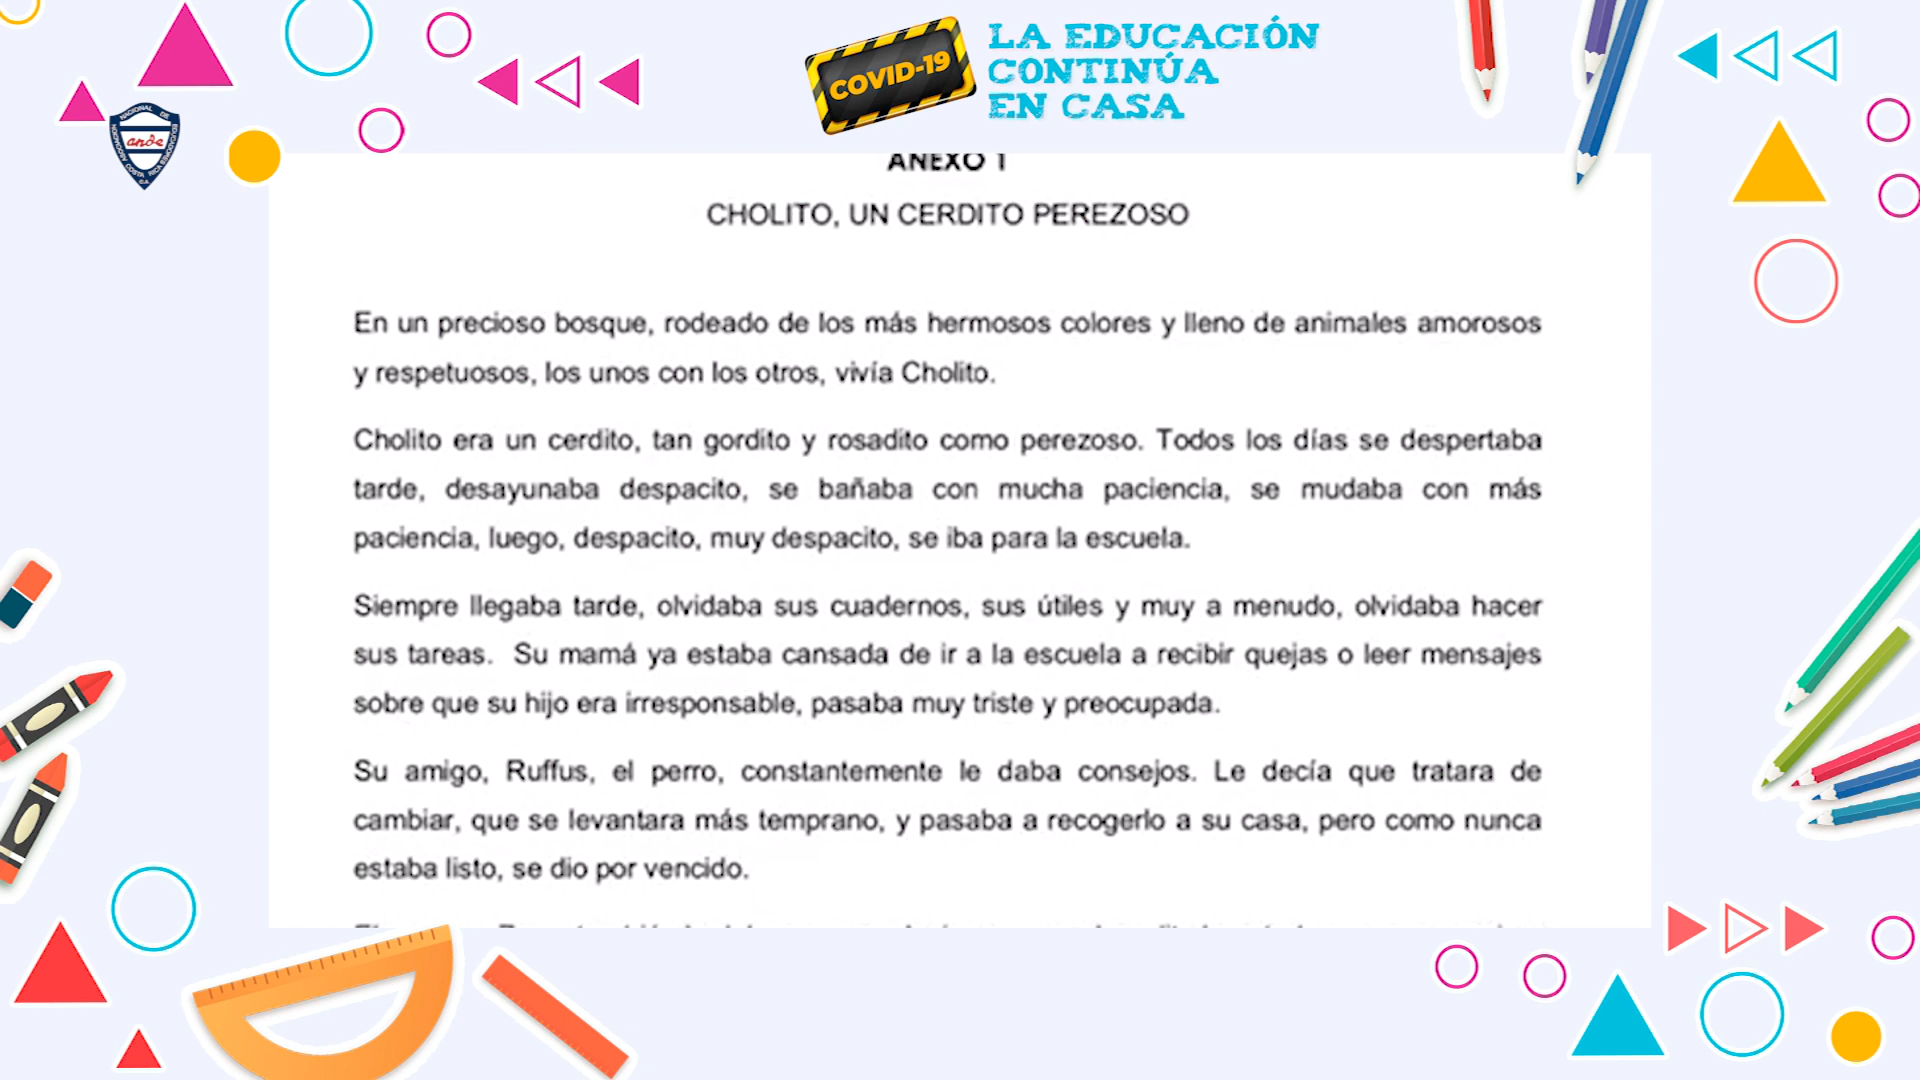 COVID-19
LA EDUCACIÓN
CONTINÚA
EN CASA
ande
ANEXO 1
CHOLITO, UN CERDITO PEREZOSO
En un precioso bosque, rodeado de los más hermosos colores y lleno de animales amorosos
y respetuosos, los unos con los otros, vivía Cholito.
Cholito era un cerdito, tan gordito y rosadito como perezoso. Todos los días se despertaba
tarde, desayunaba despacito, se bañaba con mucha paciencia, se mudaba con más
paciencia, luego, despacito, muy despacito, se iba para la escuela.
Siempre llegaba tarde, olvidaba sus cuadernos, sus útiles y muy a menudo, olvidaba hacer
sus tareas. Su mamá ya estaba cansada de ir a la escuela a recibir quejas o leer mensajes
sobre que su hijo era irresponsable, pasaba muy triste y preocupada.
Su amigo, Ruffus, el perro, constantemente le daba consejos. Le decía que tratara de
cambiar, que se levantara más temprano, y pasaba a recogerlo a su casa, pero como nunca
estaba listo, se dio por vencido.